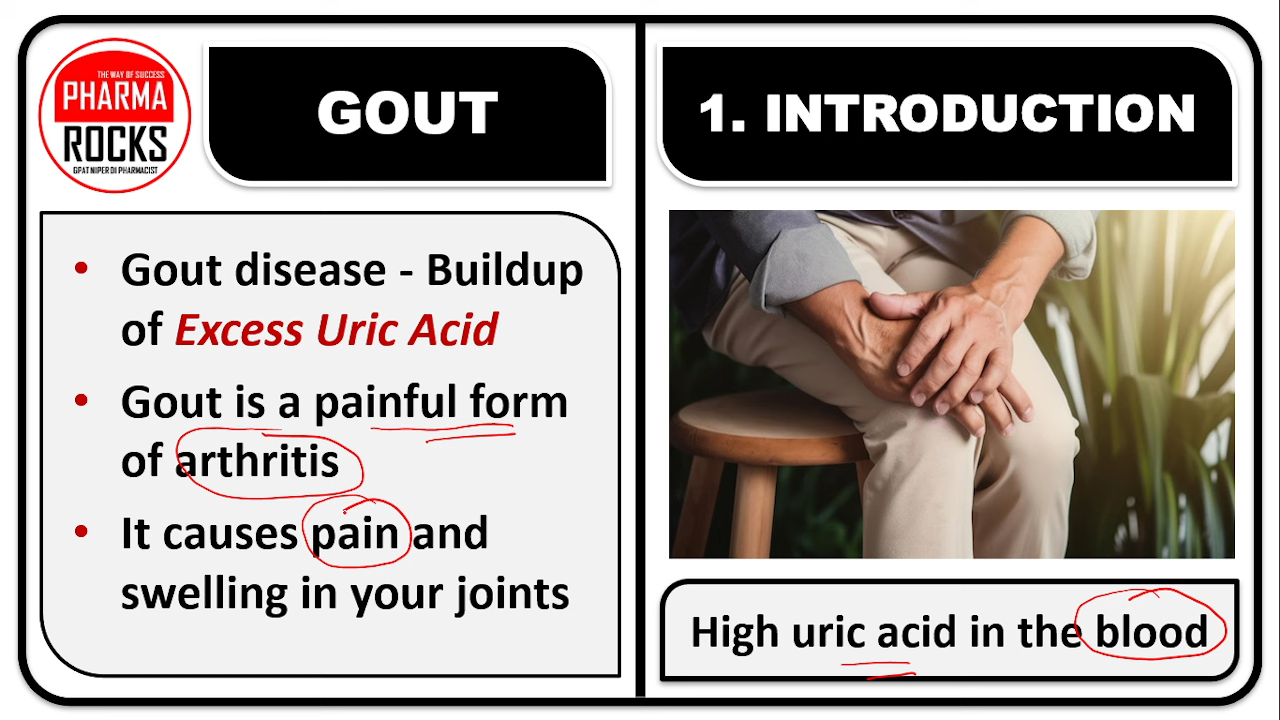 THE WAY OF SUCCESS
PHARMA
ROCKS
GPAT NIPER DI PHARMACIST
GOUT
• Gout disease - Buildup
of Excess Uric Acid
• Gout is a painful form
of arthritis
• It causes pain and
swelling in your joints
1. INTRODUCTION
High uric acid in the blood